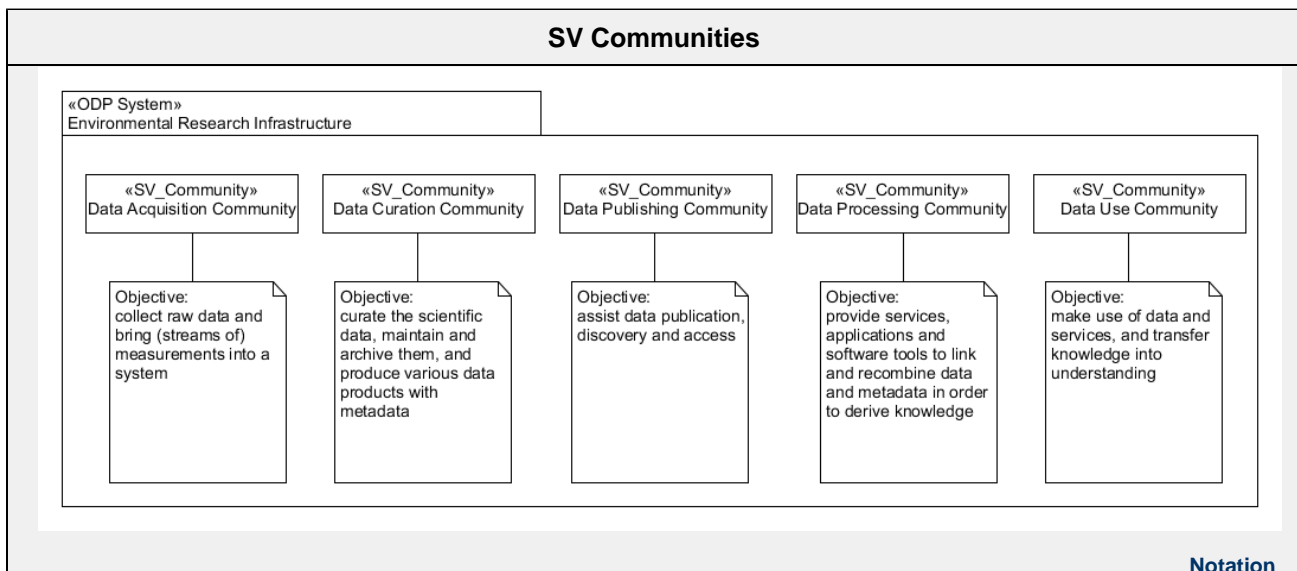 SV Communities
«ODP System»
Environmental Research Infrastructure
«SV_Community»
Data Acquisition Community
«SV_Community»
Data Curation Community
«SV_Community»
Data Publishing Community
«SV_Community»
Data Processing Community
«SV_Community»
Data Use Community
Objective:
collect raw data and
bring (streams of)
measurements into a
system
Objective:
curate the scientific
data, maintain and
archive them, and
produce various data
products with
metadata
Objective:
assist data publication,
discovery and access
Objective:
provide services,
applications and
software tools to link
and recombine data
and metadata in order
to derive knowledge
Objective:
make use of data and
services, and transfer
knowledge into
understanding
Notation